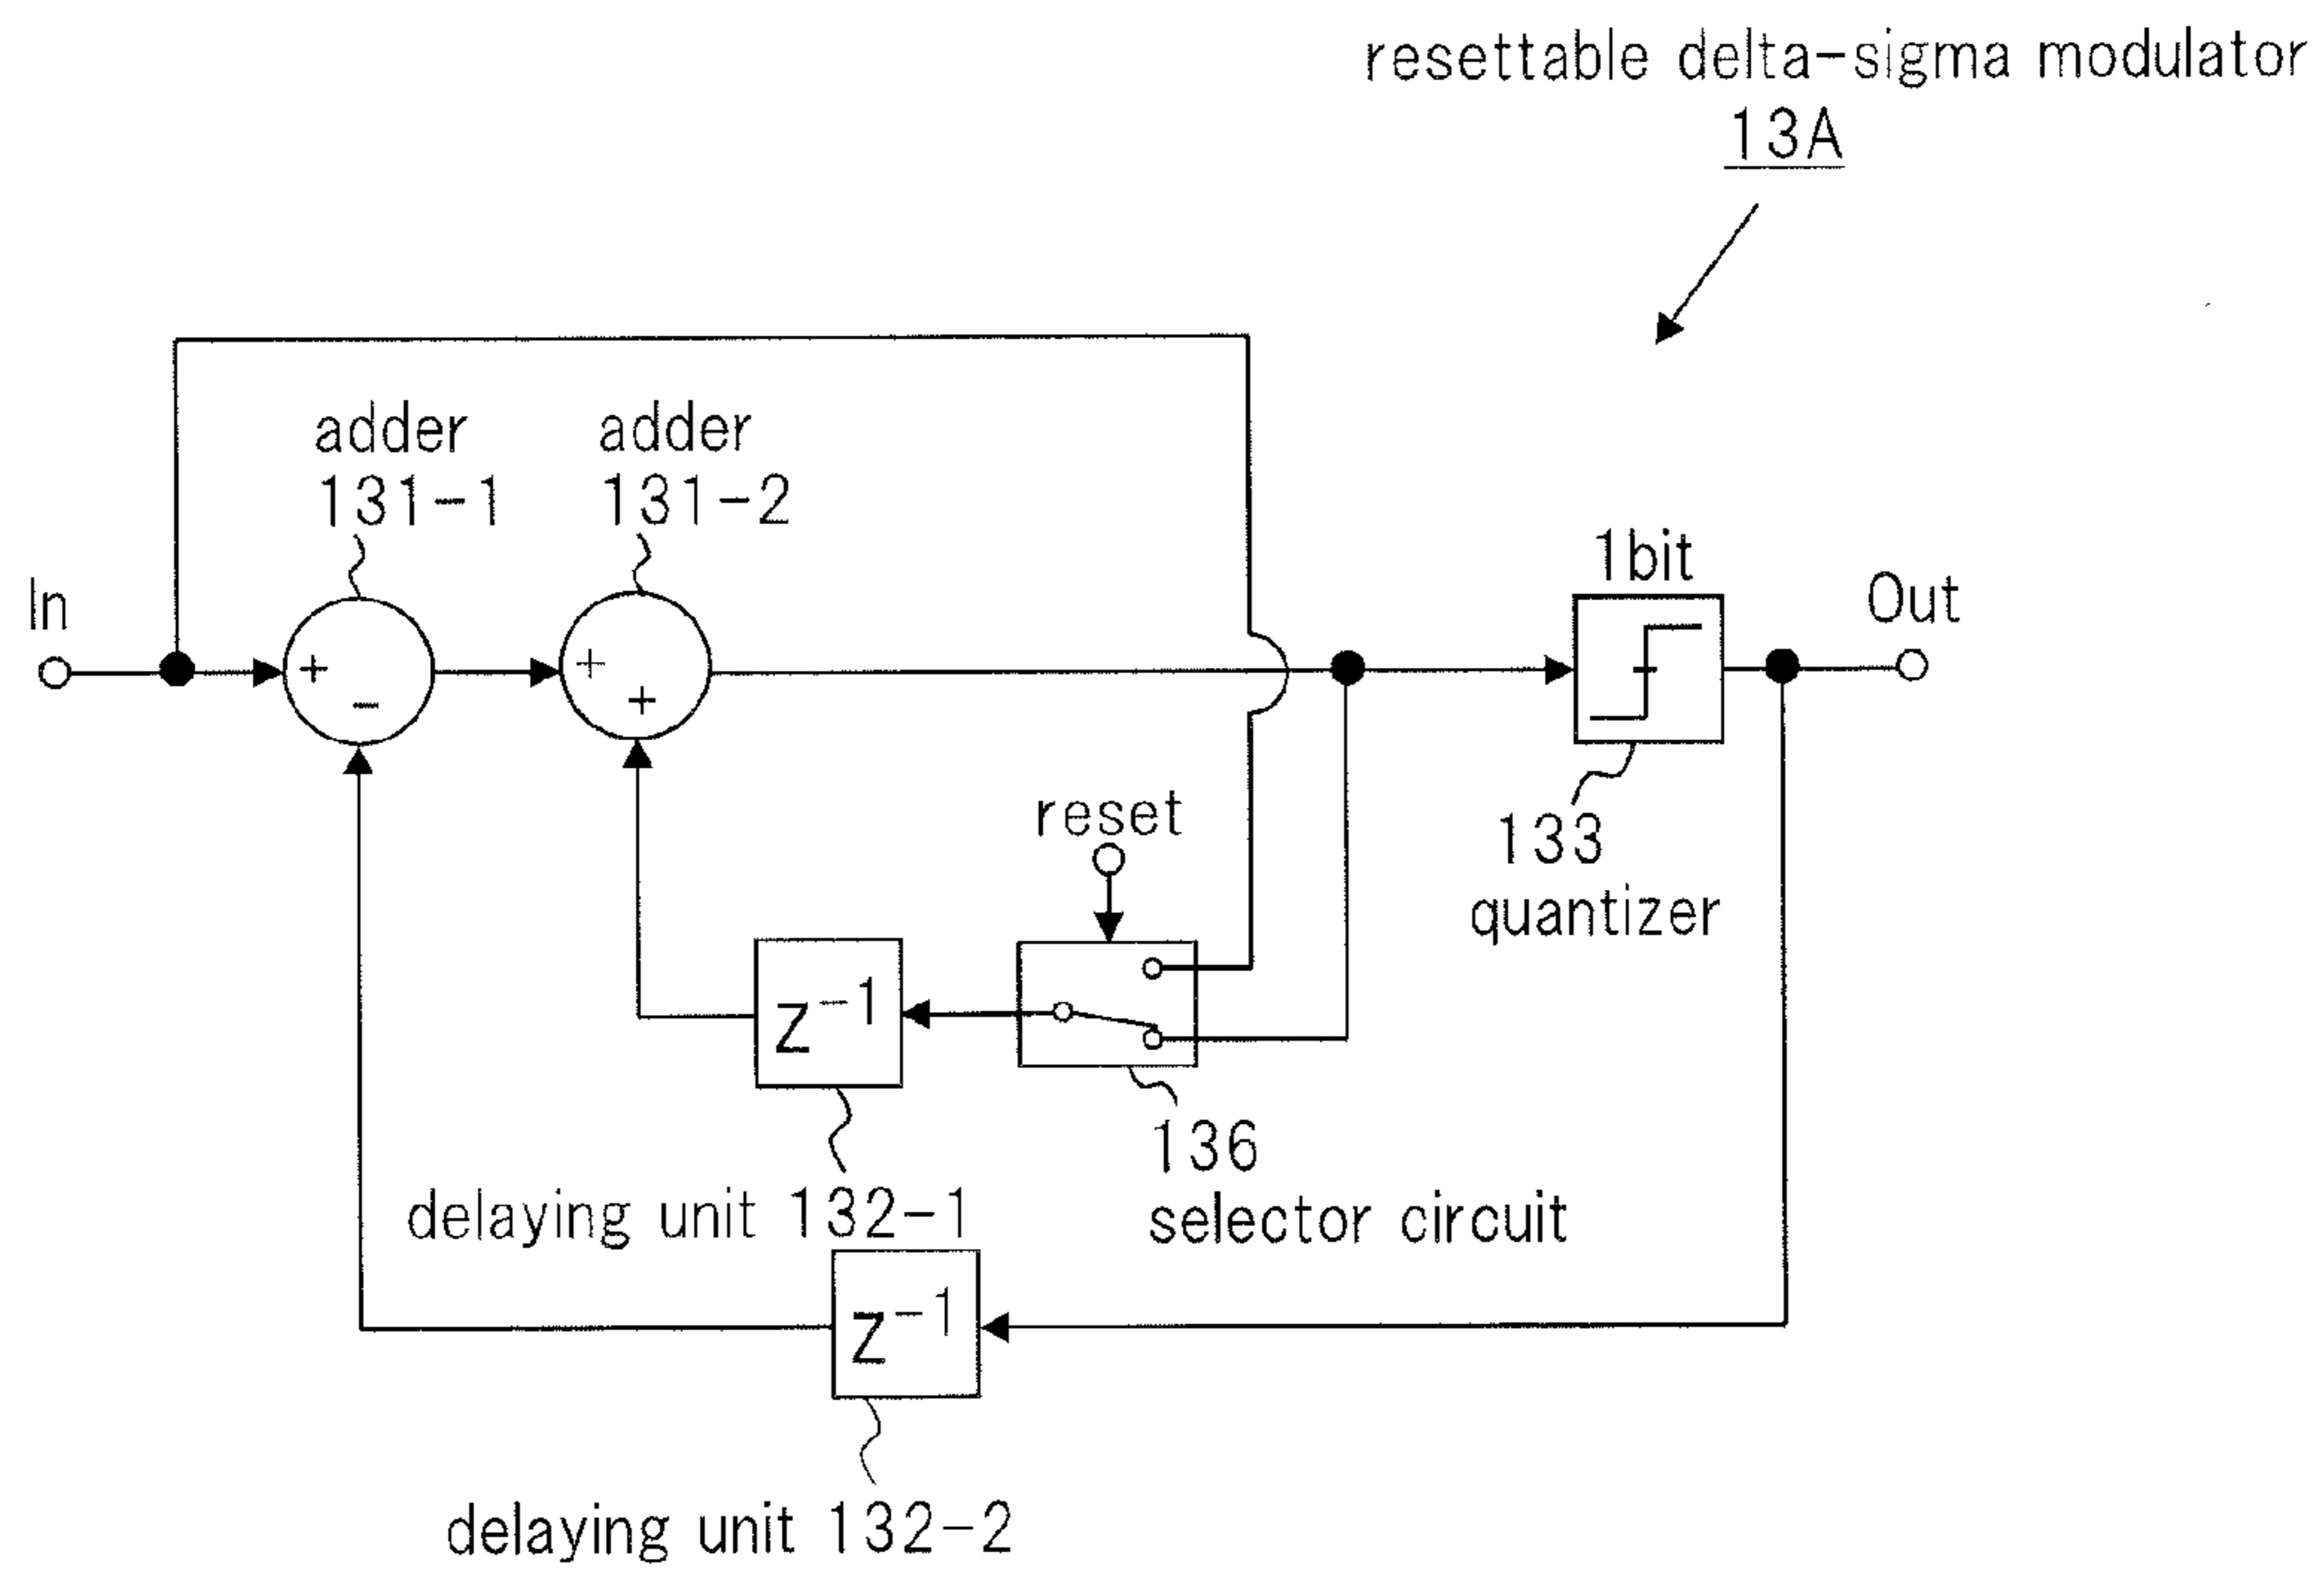 resettable delta-sigma modulator
13A
adder
131-1
adder
131-2
In
+
−
+
+
1bit
Out
reset
133
quantizer
Z⁻¹
136
selector circuit
delaying unit 132-1
Z⁻¹
delaying unit 132-2